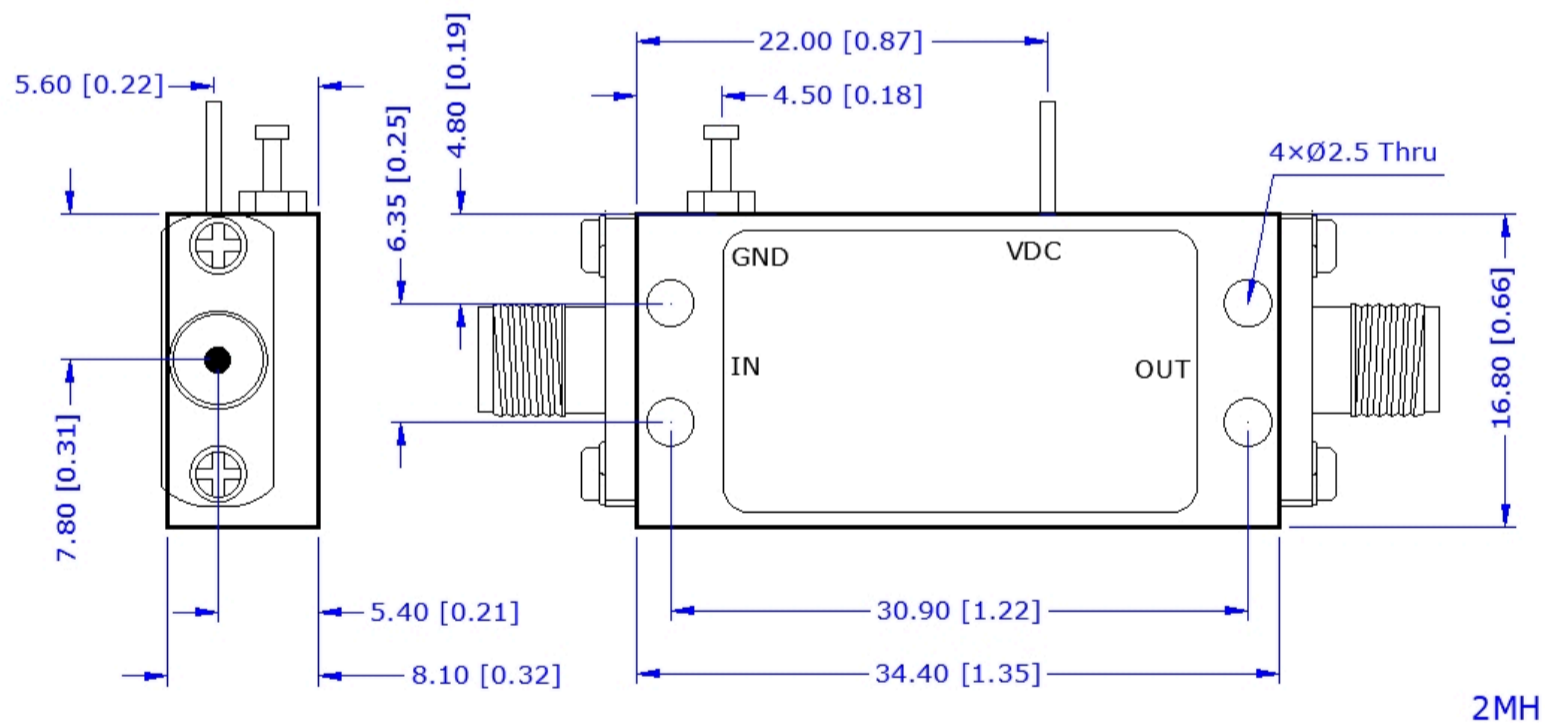 22.00 [0.87]
5.60 [0.22]
4.80 [0.19]
4.50 [0.18]
6.35 [0.25]
4×Ø2.5 Thru
GND
VDC
IN
OUT
16.80 [0.66]
7.80 [0.31]
5.40 [0.21]
30.90 [1.22]
8.10 [0.32]
34.40 [1.35]
2MH